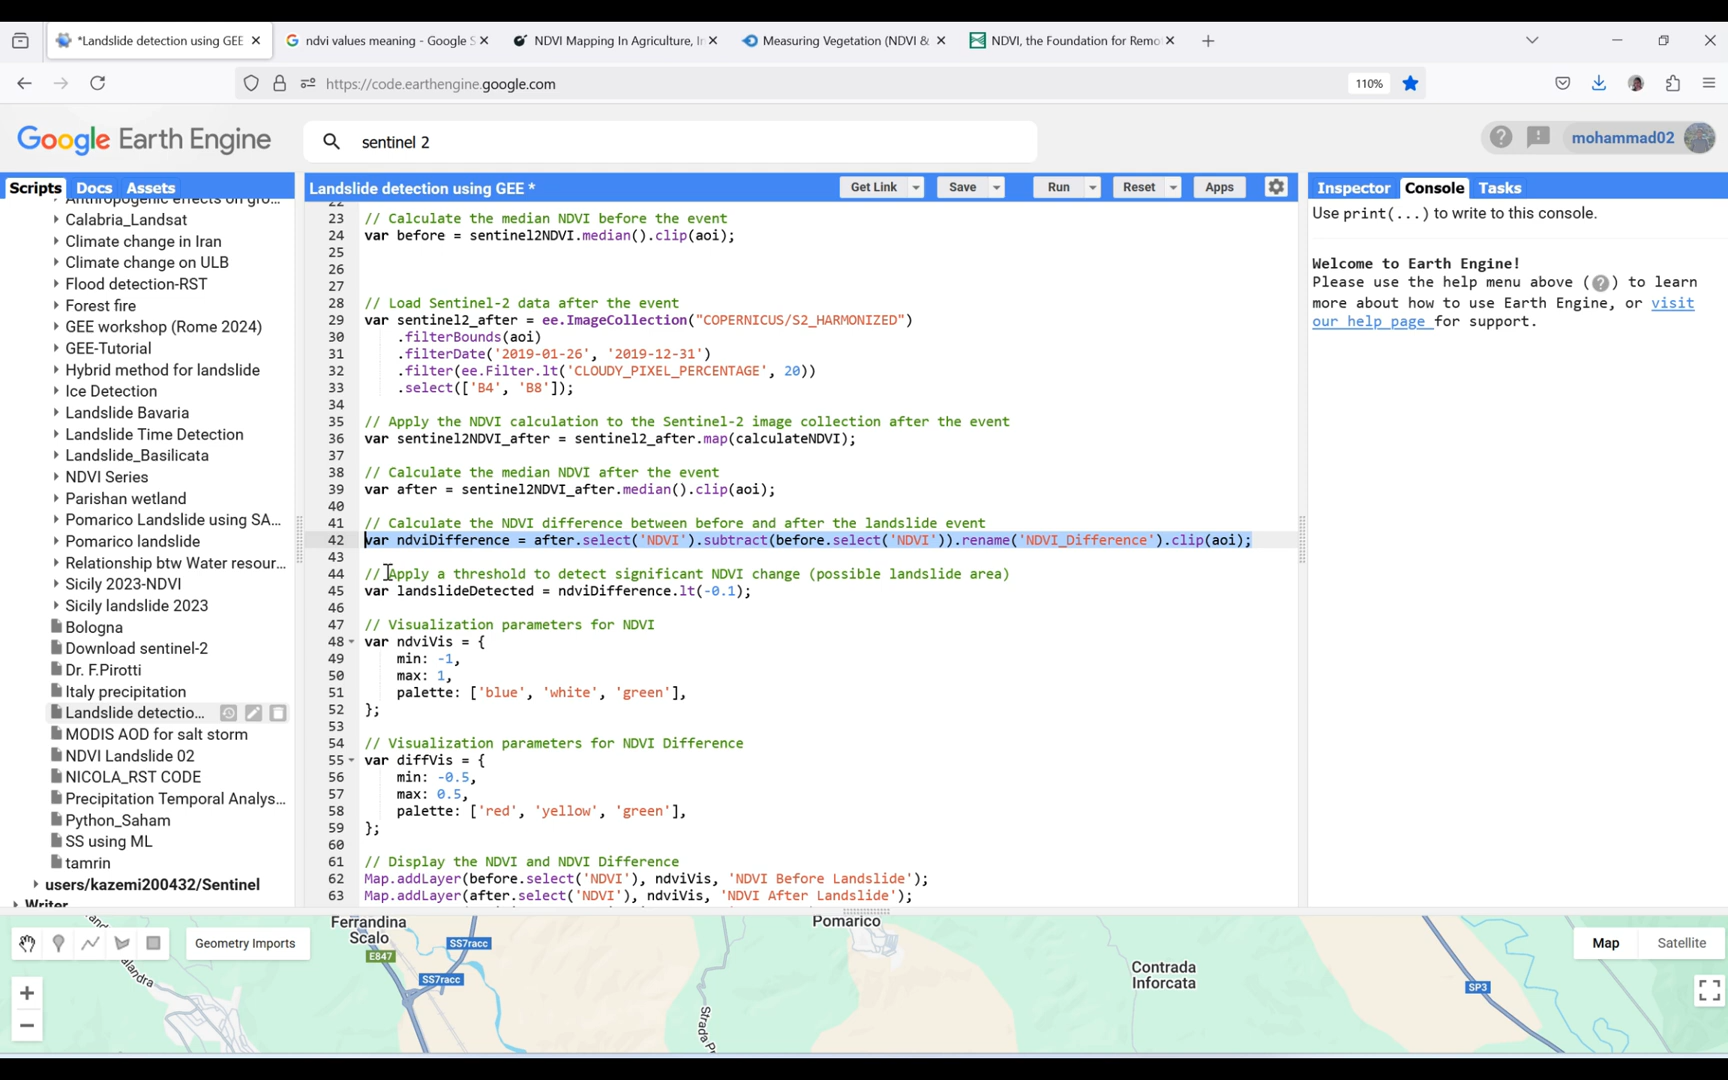 *Landslide detection using GEE
ndvi values meaning - Google S
NDVI Mapping In Agriculture, In
Measuring Vegetation (NDVI &
NDVI, the Foundation for Remo
https://code.earthengine.google.com
110%
Google Earth Engine
sentinel 2
mohammad02
Scripts
Docs
Assets
Landslide detection using GEE *
Get Link
Save
Run
Reset
Apps
Inspector
Console
Tasks
Anthropogenic effects on gro...
Calabria_Landsat
Climate change in Iran
Climate change on ULB
Flood detection-RST
Forest fire
GEE workshop (Rome 2024)
GEE-Tutorial
Hybrid method for landslide
Ice Detection
Landslide Bavaria
Landslide Time Detection
Landslide_Basilicata
NDVI Series
Parishan wetland
Pomarico Landslide using SA...
Pomarico landslide
Relationship btw Water resour...
Sicily 2023-NDVI
Sicily landslide 2023
Bologna
Download sentinel-2
Dr. F.Pirotti
Italy precipitation
Landslide detectio...
MODIS AOD for salt storm
NDVI Landslide 02
NICOLA_RST CODE
Precipitation Temporal Analys...
Python_Saham
SS using ML
tamrin
users/kazemi200432/Sentinel
Writer
22
23 // Calculate the median NDVI before the event
24 var before = sentinel2NDVI.median().clip(aoi);
25
26
27
28 // Load Sentinel-2 data after the event
29 var sentinel2_after = ee.ImageCollection("COPERNICUS/S2_HARMONIZED")
30 .filterBounds(aoi)
31 .filterDate('2019-01-26', '2019-12-31')
32 .filter(ee.Filter.lt('CLOUDY_PIXEL_PERCENTAGE', 20))
33 .select(['B4', 'B8']);
34
35 // Apply the NDVI calculation to the Sentinel-2 image collection after the event
36 var sentinel2NDVI_after = sentinel2_after.map(calculateNDVI);
37
38 // Calculate the median NDVI after the event
39 var after = sentinel2NDVI_after.median().clip(aoi);
40
41 // Calculate the NDVI difference between before and after the landslide event
42 var ndviDifference = after.select('NDVI').subtract(before.select('NDVI')).rename('NDVI_Difference').clip(aoi);
43
44 // Apply a threshold to detect significant NDVI change (possible landslide area)
45 var landslideDetected = ndviDifference.lt(-0.1);
46
47 // Visualization parameters for NDVI
48 var ndviVis = {
49 min: -1,
50 max: 1,
51 palette: ['blue', 'white', 'green'],
52 };
53
54 // Visualization parameters for NDVI Difference
55 var diffVis = {
56 min: -0.5,
57 max: 0.5,
58 palette: ['red', 'yellow', 'green'],
59 };
60
61 // Display the NDVI and NDVI Difference
62 Map.addLayer(before.select('NDVI'), ndviVis, 'NDVI Before Landslide');
63 Map.addLayer(after.select('NDVI'), ndviVis, 'NDVI After Landslide');
Use print(...) to write to this console.
Welcome to Earth Engine!
Please use the help menu above (?) to learn
more about how to use Earth Engine, or visit
our help page for support.
Geometry Imports
Ferrandina
Scalo
E847
SS7racc
SS7racc
Pomarico
Contrada
Inforcata
SP3
Map
Satellite